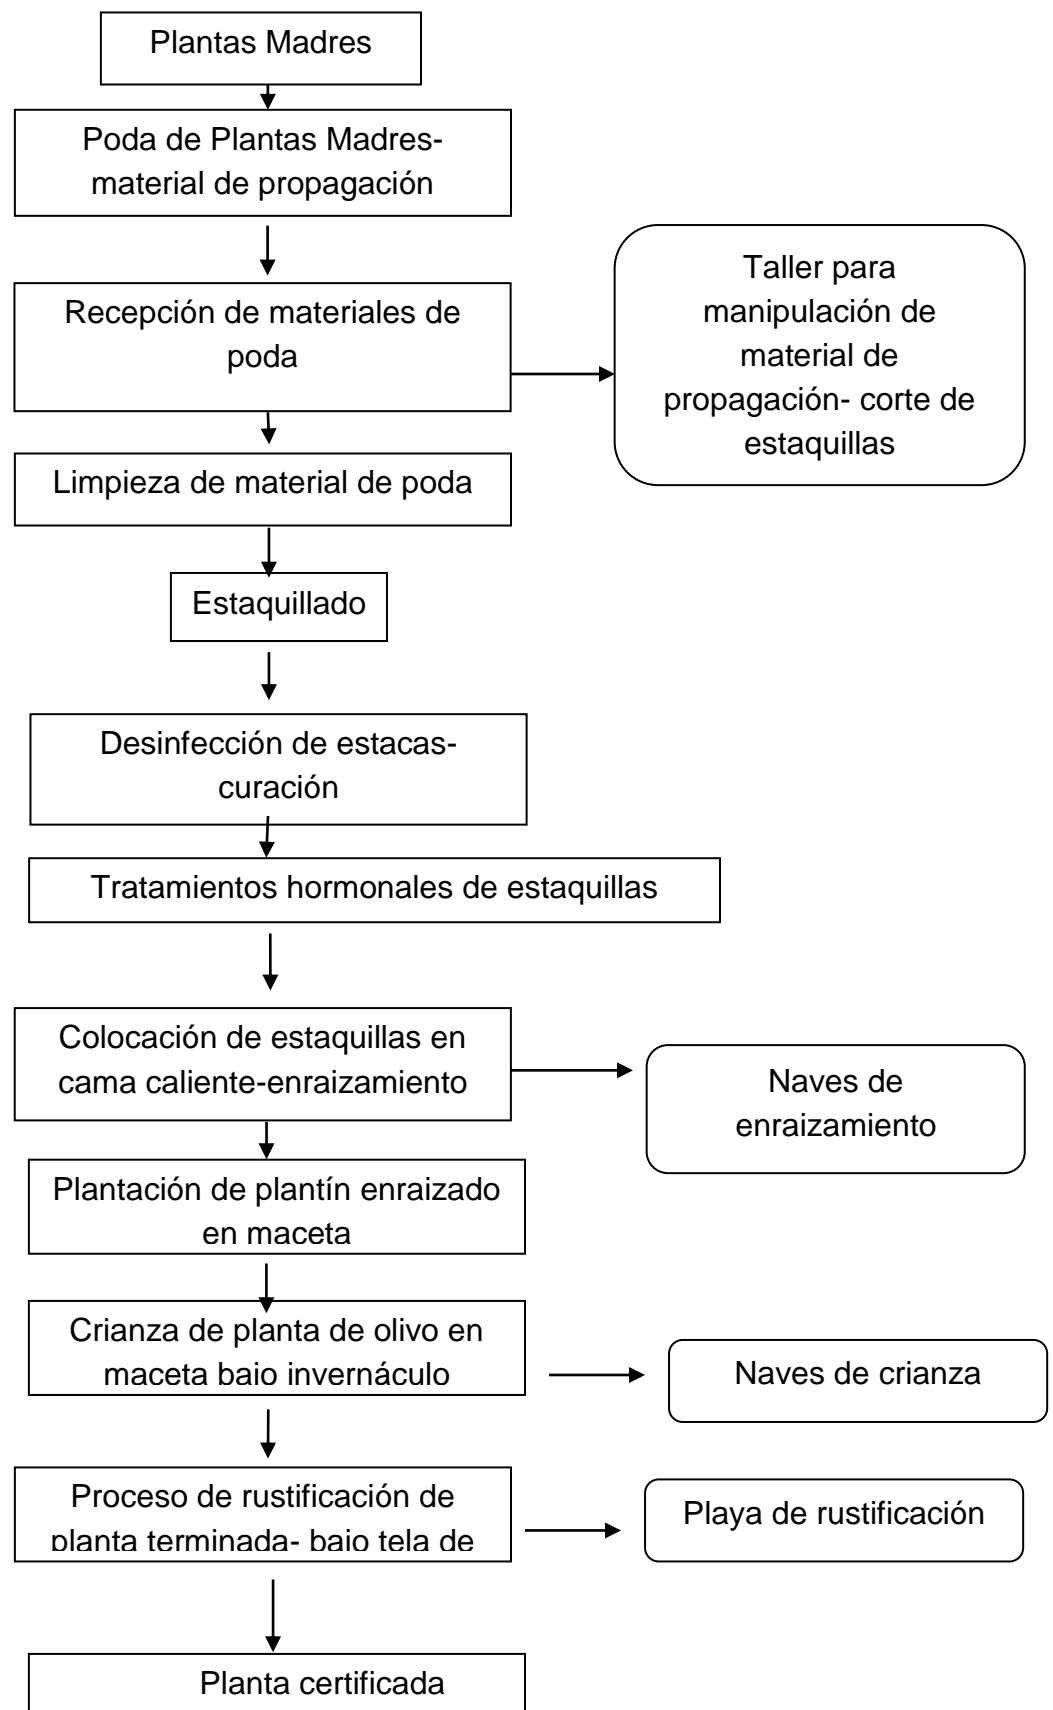 Plantas Madres
Poda de Plantas Madres-
material de propagación
Recepción de materiales de
poda
Taller para
manipulación de
material de
propagación- corte de
estaquillas
Limpieza de material de poda
Estaquillado
Desinfección de estacas-
curación
Tratamientos hormonales de estaquillas
Colocación de estaquillas en
cama caliente-enraizamiento
Naves de
enraizamiento
Plantación de plantín enraizado
en maceta
Crianza de planta de olivo en
maceta bajo invernáculo
Naves de crianza
Proceso de rustificación de
planta terminada- bajo tela de
Playa de rustificación
Planta certificada